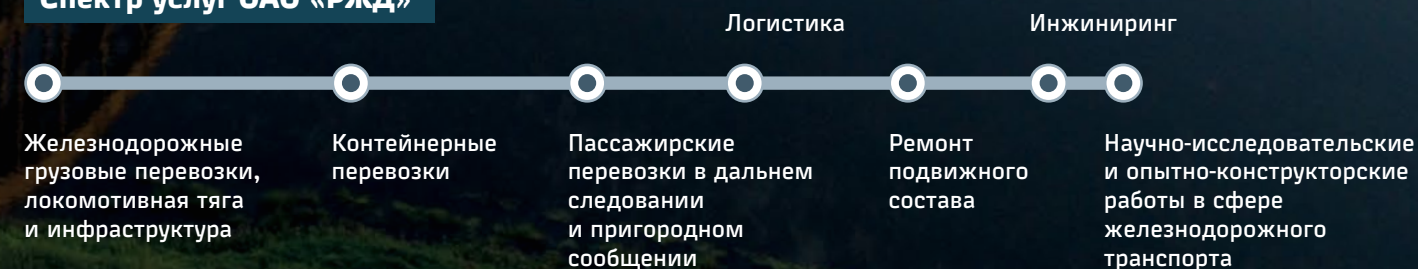 Спектр услуг ОАО «РЖД»
Логистика
Инжиниринг
Железнодорожные
грузовые перевозки,
локомотивная тяга
и инфраструктура
Контейнерные
перевозки
Пассажирские
перевозки в дальнем
следовании
и пригородном
сообщении
Ремонт
подвижного
состава
Научно-исследовательские
и опытно-конструкторские
работы в сфере
железнодорожного
транспорта